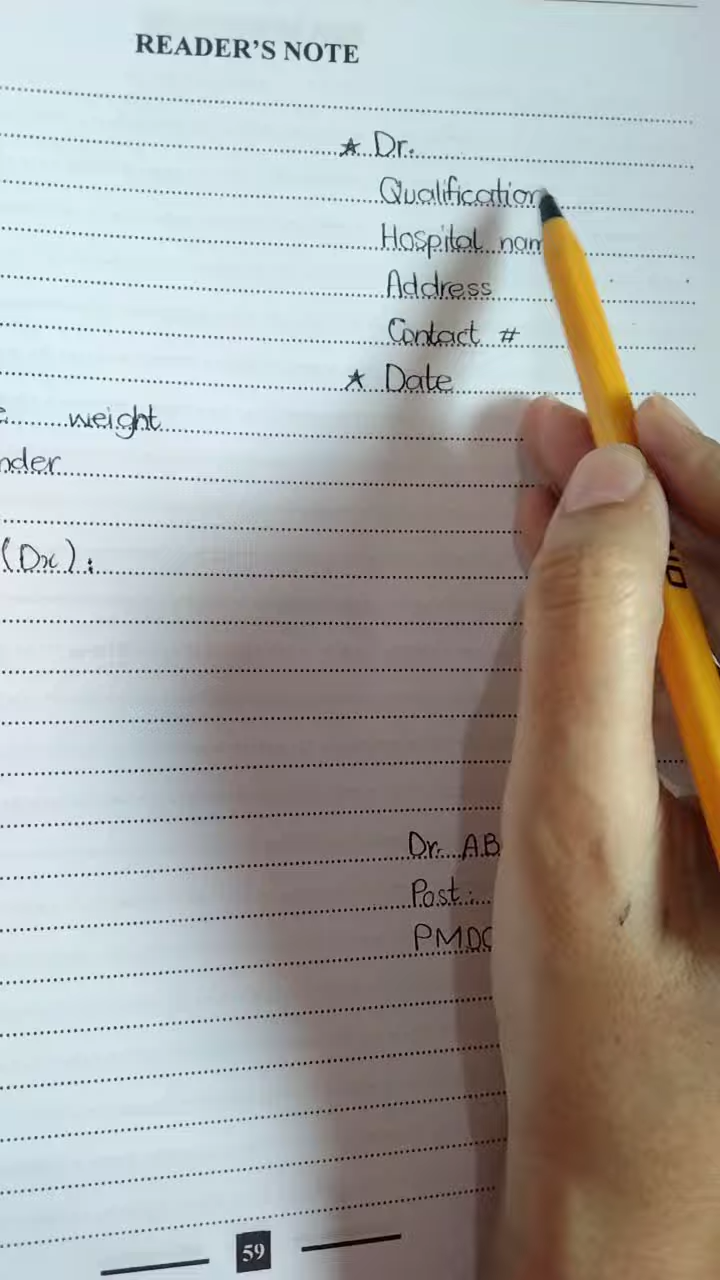 READER'S NOTE
★ Dr.
Qualification
Hospital nam
Address
Contact #
★ Date
weight
nder
(Dx):
Dr. AB
Post:
PMDC
59